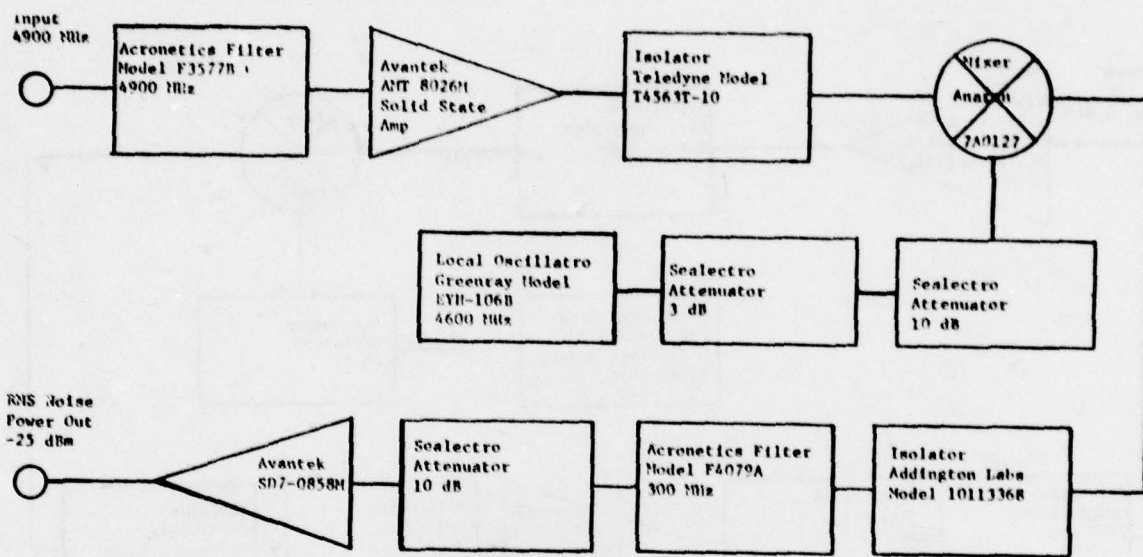 Input
4900 MHz
Acronetics Filter
Model F3577B
4900 MHz
Avantek
AMT 8026M
Solid State
Amp
Isolator
Teledyne Model
T4563T-10
Mixer
Anaren
7A0127
Local Oscillatro
Greenray Model
EYH-106B
4600 MHz
Sealectro
Attenuator
3 dB
Sealectro
Attenuator
10 dB
RMS Noise
Power Out
-25 dBm
Avantek
SD7-0858M
Sealectro
Attenuator
10 dB
Acronetics Filter
Model F4079A
300 MHz
Isolator
Addington Labs
Model 10113368